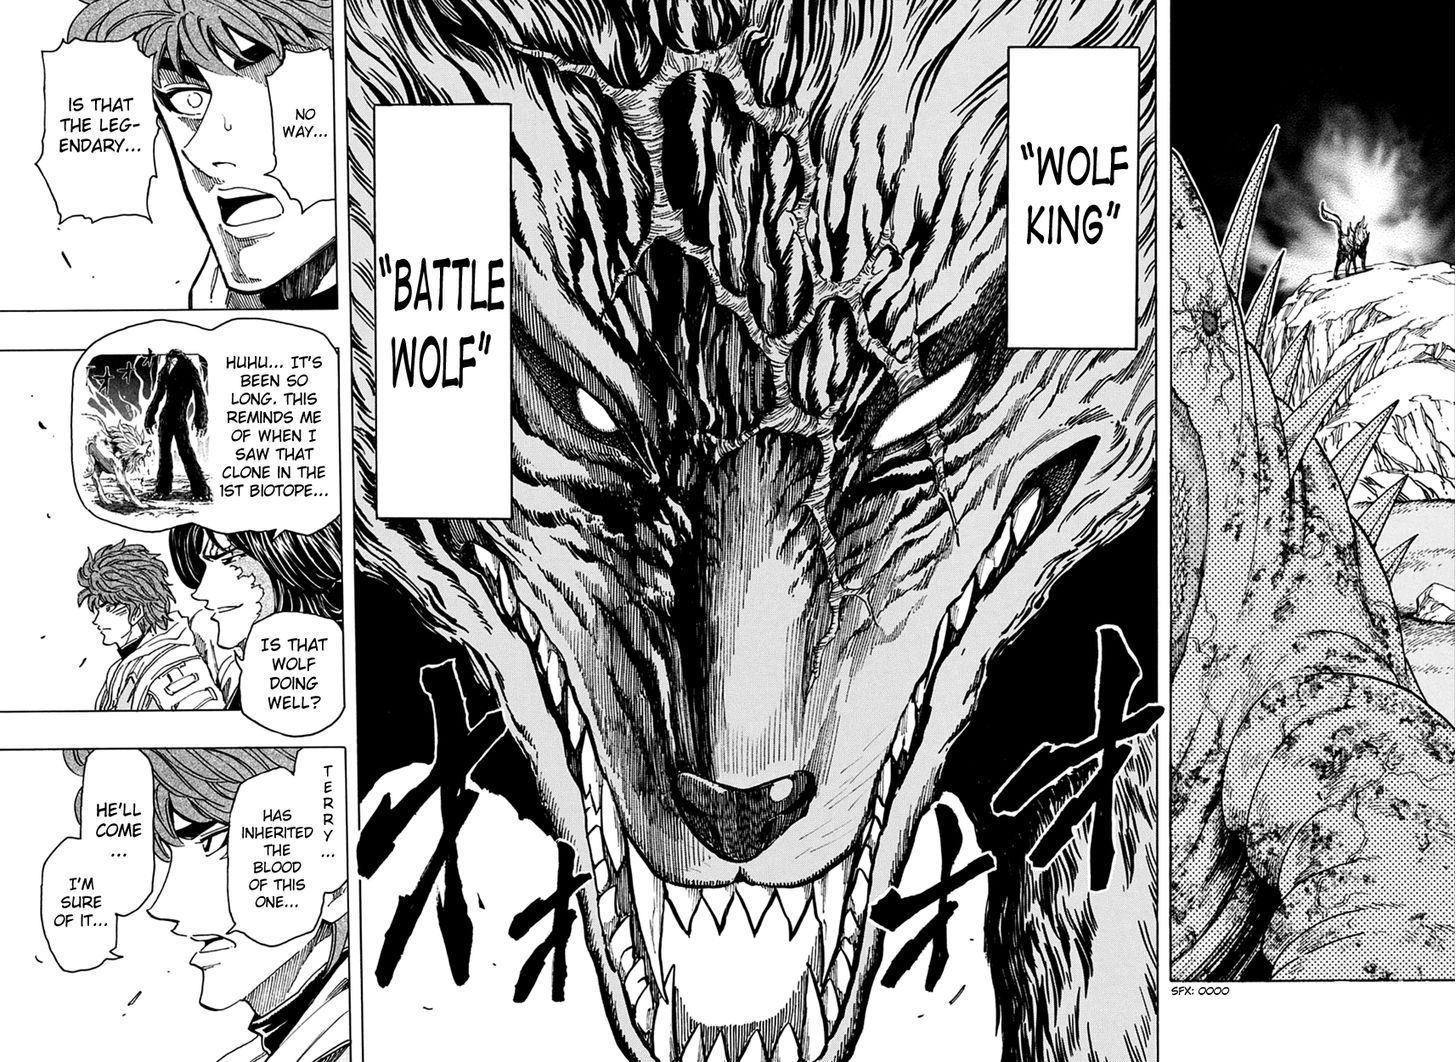 SFX: OOOO
"WOLF
KING"
"BATTLE
WOLF"
オオ
オオ
NO
WAY...
IS THAT
THE LEG-
ENDARY...
HUHU... IT'S
BEEN SO
LONG. THIS
REMINDS ME
OF WHEN I
SAW THAT
CLONE IN THE
1ST BIOTOPE...
オオ
IS THAT
WOLF
DOING
WELL?
TERRY...
HAS
INHERITED
THE
BLOOD
OF THIS
ONE...
HE'LL
COME
...
I'M
SURE
OF IT...